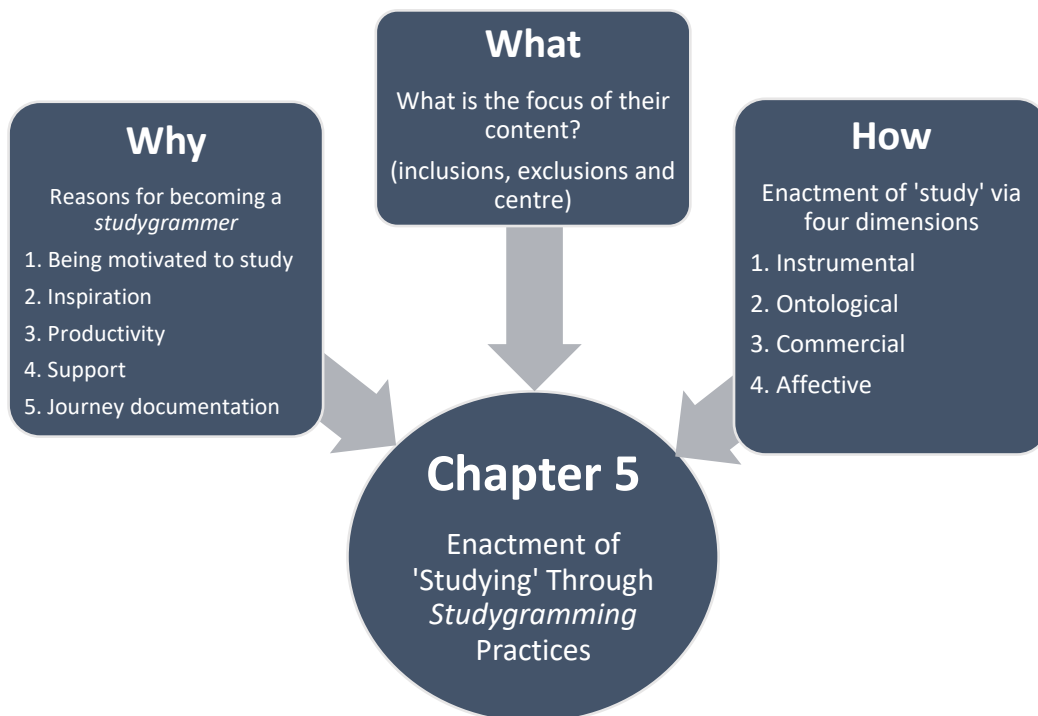 Why
Reasons for becoming a
studygrammer
1. Being motivated to study
2. Inspiration
3. Productivity
4. Support
5. Journey documentation
What
What is the focus of their
content?
(inclusions, exclusions and
centre)
How
Enactment of 'study' via
four dimensions
1. Instrumental
2. Ontological
3. Commercial
4. Affective
Chapter 5
Enactment of
'Studying' Through
Studygramming
Practices